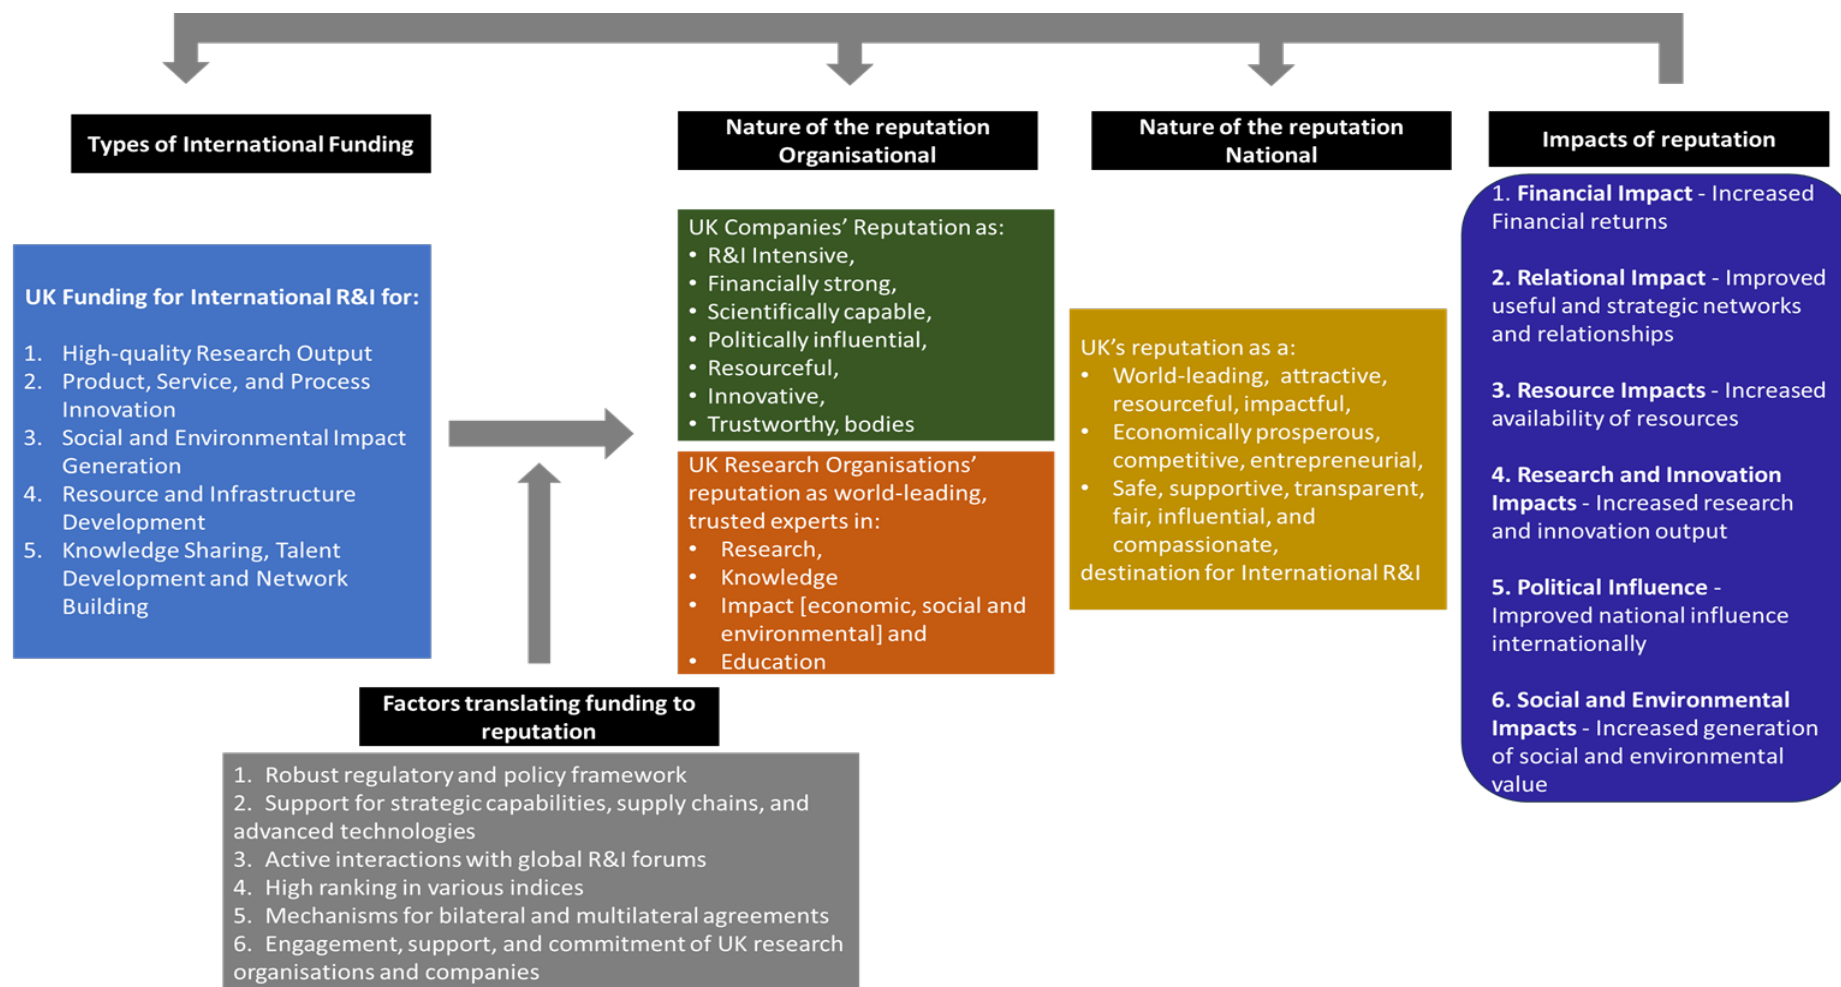 Types of International Funding
UK Funding for International R&I for:
1. High-quality Research Output
2. Product, Service, and Process
Innovation
3. Social and Environmental Impact
Generation
4. Resource and Infrastructure
Development
5. Knowledge Sharing, Talent
Development and Network
Building
Factors translating funding to
reputation
1. Robust regulatory and policy framework
2. Support for strategic capabilities, supply chains, and
advanced technologies
3. Active interactions with global R&I forums
4. High ranking in various indices
5. Mechanisms for bilateral and multilateral agreements
6. Engagement, support, and commitment of UK research
organisations and companies
Nature of the reputation
Organisational
UK Companies’ Reputation as:
• R&I Intensive,
• Financially strong,
• Scientifically capable,
• Politically influential,
• Resourceful,
• Innovative,
• Trustworthy, bodies
UK Research Organisations’
reputation as world-leading,
trusted experts in:
• Research,
• Knowledge
• Impact [economic, social and
environmental] and
• Education
Nature of the reputation
National
UK’s reputation as a:
• World-leading, attractive,
resourceful, impactful,
• Economically prosperous,
competitive, entrepreneurial,
• Safe, supportive, transparent,
fair, influential, and
compassionate,
destination for International R&I
Impacts of reputation
1. Financial Impact - Increased
Financial returns
2. Relational Impact - Improved
useful and strategic networks
and relationships
3. Resource Impacts - Increased
availability of resources
4. Research and Innovation
Impacts - Increased research
and innovation output
5. Political Influence -
Improved national influence
internationally
6. Social and Environmental
Impacts - Increased generation
of social and environmental
value